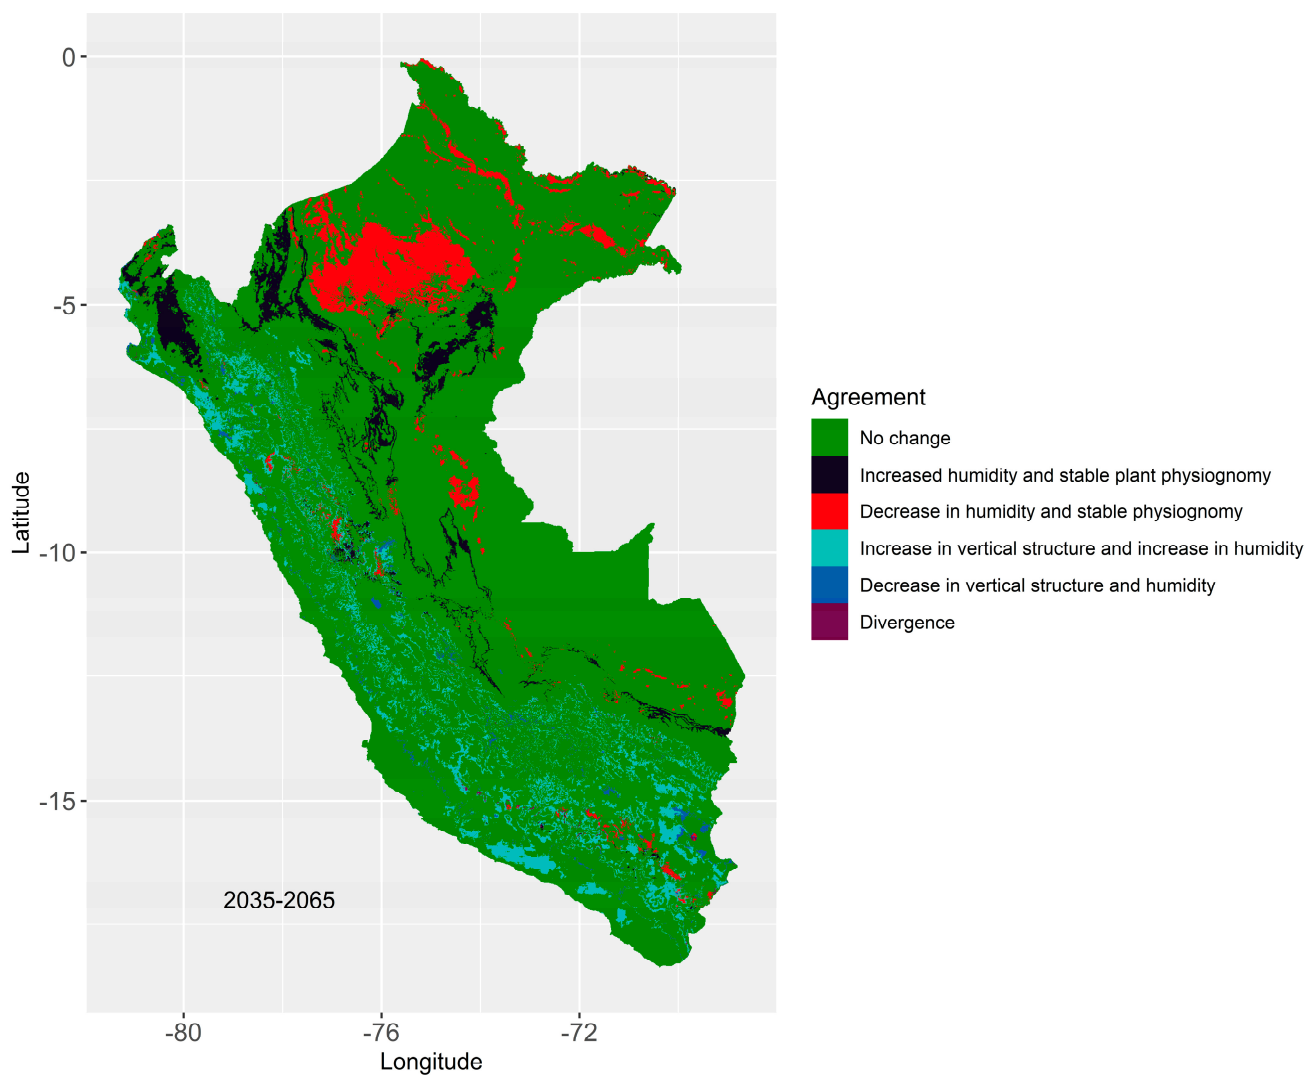 0
-5
-10
-15
Latitude
2035-2065
-80
-76
-72
Longitude
Agreement
No change
Increased humidity and stable plant physiognomy
Decrease in humidity and stable physiognomy
Increase in vertical structure and increase in humidity
Decrease in vertical structure and humidity
Divergence